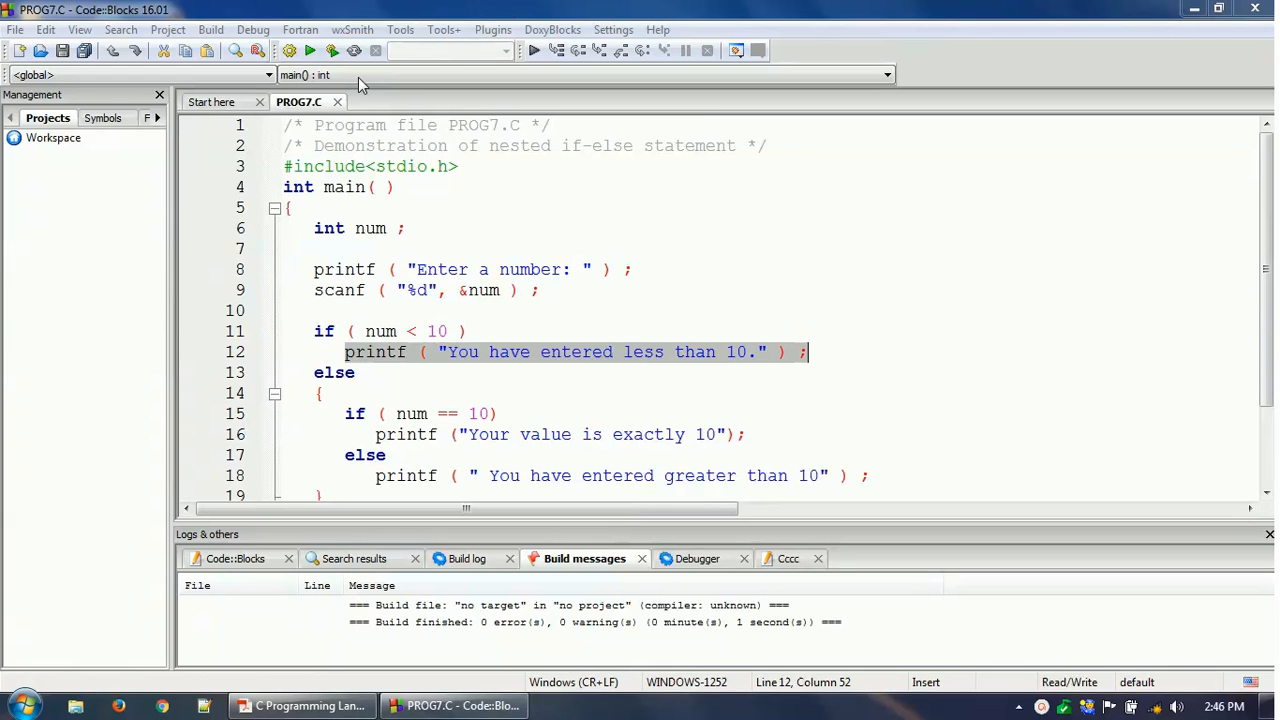 PROG7.C - Code::Blocks 16.01
File Edit View Search Project Build Debug Fortran wxSmith Tools Tools+ Plugins DoxyBlocks Settings Help
<global> main() : int
Management
Start here PROG7.C
Projects Symbols F
Workspace
1 /* Program file PROG7.C */
2 /* Demonstration of nested if-else statement */
3 #include<stdio.h>
4 int main( )
5 {
6 int num ;
7
8 printf ( "Enter a number: " ) ;
9 scanf ( "%d", &num ) ;
10
11 if ( num < 10 )
12 printf ( "You have entered less than 10." ) ;
13 else
14 {
15 if ( num == 10)
16 printf ("Your value is exactly 10");
17 else
18 printf ( " You have entered greater than 10" ) ;
19 }
Logs & others
Code::Blocks Search results Build log Build messages Debugger Cccc
File Line Message
=== Build file: "no target" in "no project" (compiler: unknown) ===
=== Build finished: 0 error(s), 0 warning(s) (0 minute(s), 1 second(s)) ===
Windows (CR+LF) WINDOWS-1252 Line 12, Column 52 Insert Read/Write default
C Programming Lan... PROG7.C - Code::Blo... 2:46 PM